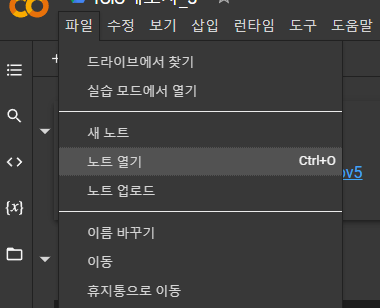 파일 수정 보기 삽입 런타임 도구 도움말
드라이브에서 찾기
실습 모드에서 열기
새 노트
노트 열기 Ctrl+O
노트 업로드
이름 바꾸기
이동
휴지통으로 이동
{x}
ov5